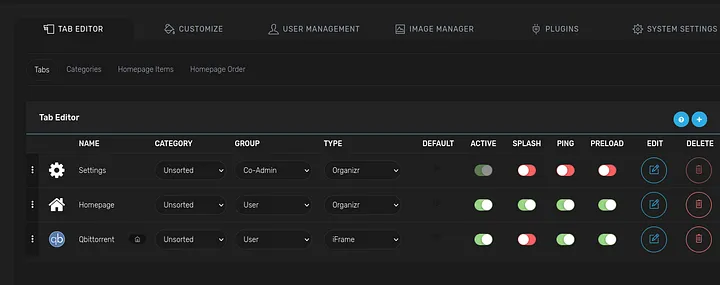 TAB EDITOR CUSTOMIZE USER MANAGEMENT IMAGE MANAGER PLUGINS SYSTEM SETTINGS
Tabs Categories Homepage Items Homepage Order
Tab Editor
NAME CATEGORY GROUP TYPE DEFAULT ACTIVE SPLASH PING PRELOAD EDIT DELETE
Settings Unsorted Co-Admin Organizr
Homepage Unsorted User Organizr
qb Qbittorrent Unsorted User iFrame